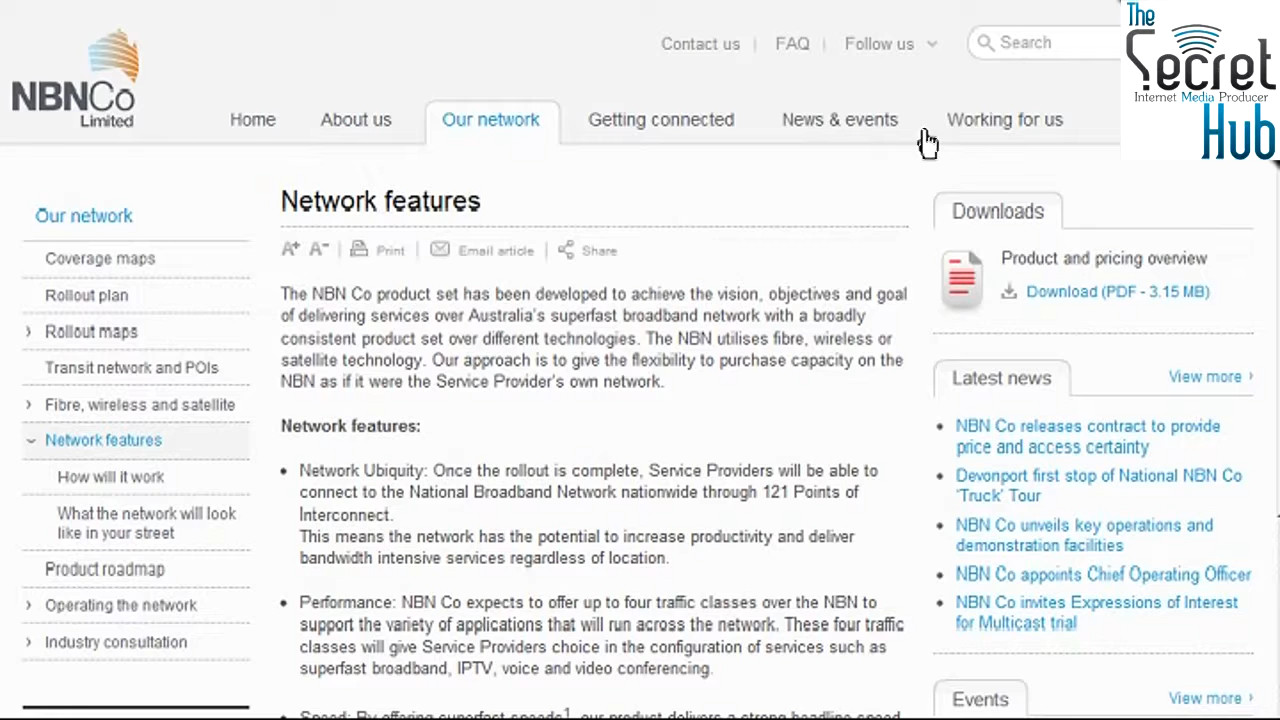 NBNCo
Limited
Contact us
FAQ
Follow us
Search
The
Secret
Internet Media Producer
Hub
Home
About us
Our network
Getting connected
News & events
Working for us
Our network
Coverage maps
Rollout plan
Rollout maps
Transit network and POIs
Fibre, wireless and satellite
Network features
How will it work
What the network will look
like in your street
Product roadmap
Operating the network
Industry consultation
Network features
A+ A-
Print
Email article
Share
The NBN Co product set has been developed to achieve the vision, objectives and goal
of delivering services over Australia's superfast broadband network with a broadly
consistent product set over different technologies. The NBN utilises fibre, wireless or
satellite technology. Our approach is to give the flexibility to purchase capacity on the
NBN as if it were the Service Provider's own network.
Network features:
Network Ubiquity: Once the rollout is complete, Service Providers will be able to
connect to the National Broadband Network nationwide through 121 Points of
Interconnect.
This means the network has the potential to increase productivity and deliver
bandwidth intensive services regardless of location.
Performance: NBN Co expects to offer up to four traffic classes over the NBN to
support the variety of applications that will run across the network. These four traffic
classes will give Service Providers choice in the configuration of services such as
superfast broadband, IPTV, voice and video conferencing.
Speed: By offering superfast speeds1, our product delivers a strong headline speed
Downloads
Product and pricing overview
Download (PDF - 3.15 MB)
Latest news
View more
NBN Co releases contract to provide
price and access certainty
Devonport first stop of National NBN Co
'Truck' Tour
NBN Co unveils key operations and
demonstration facilities
NBN Co appoints Chief Operating Officer
NBN Co invites Expressions of Interest
for Multicast trial
Events
View more